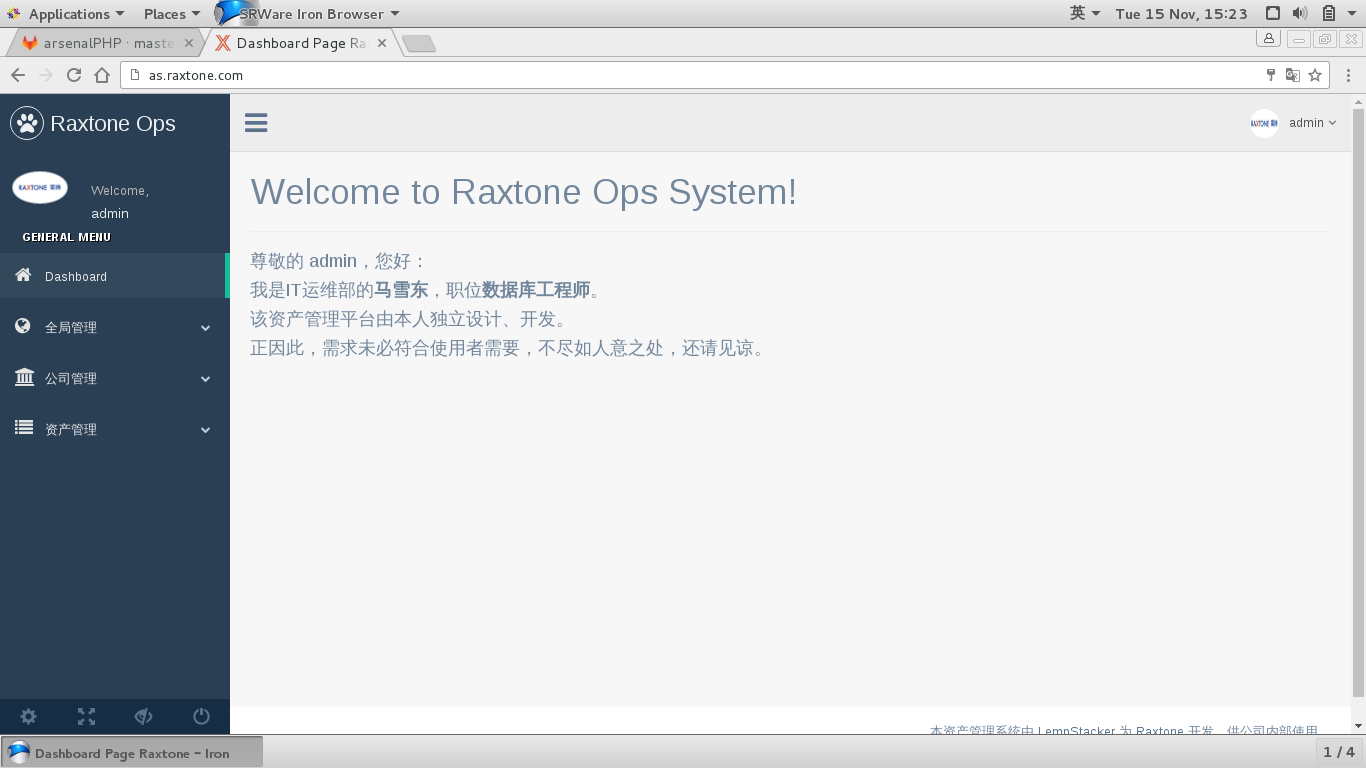 Applications Places SRWare Iron Browser 英 Tue 15 Nov, 15:23
arsenalPHP · maste Dashboard Page Ra
as.raxtone.com
Raxtone Ops
admin
RAXTONE
Welcome,
admin
GENERAL MENU
Dashboard
全局管理
公司管理
资产管理
Welcome to Raxtone Ops System!
尊敬的 admin，您好：
我是IT运维部的马雪东，职位数据库工程师。
该资产管理平台由本人独立设计、开发。
正因此，需求未必符合使用者需要，不尽如人意之处，还请见谅。
本资产管理系统由 LempStacker 为 Raxtone 开发，供公司内部使用
Dashboard Page Raxtone - Iron 1 / 4